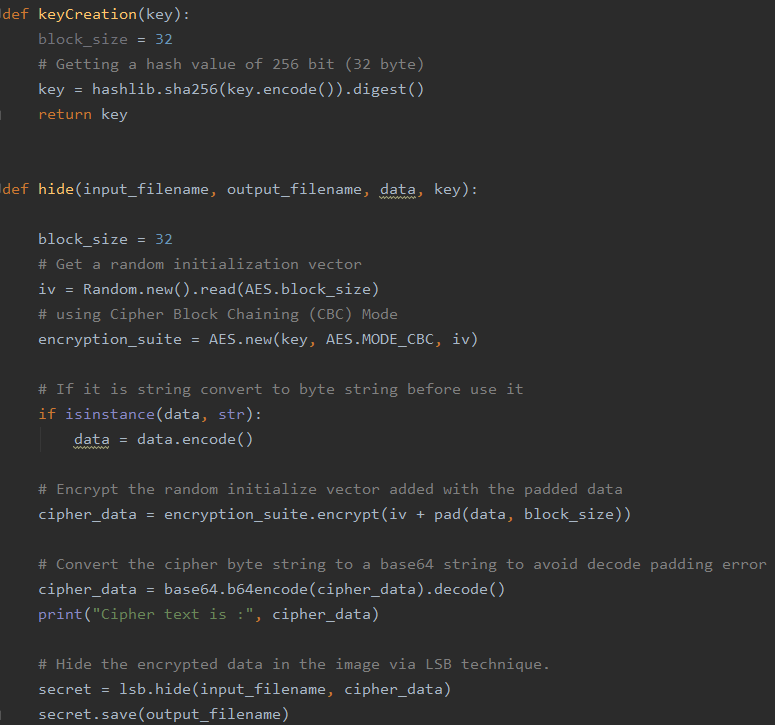 def keyCreation(key):
    block_size = 32
    # Getting a hash value of 256 bit (32 byte)
    key = hashlib.sha256(key.encode()).digest()
    return key
def hide(input_filename, output_filename, data, key):
    block_size = 32
    # Get a random initialization vector
    iv = Random.new().read(AES.block_size)
    # using Cipher Block Chaining (CBC) Mode
    encryption_suite = AES.new(key, AES.MODE_CBC, iv)
    # If it is string convert to byte string before use it
    if isinstance(data, str):
        data = data.encode()
    # Encrypt the random initialize vector added with the padded data
    cipher_data = encryption_suite.encrypt(iv + pad(data, block_size))
    # Convert the cipher byte string to a base64 string to avoid decode padding error
    cipher_data = base64.b64encode(cipher_data).decode()
    print("Cipher text is :", cipher_data)
    # Hide the encrypted data in the image via LSB technique.
    secret = lsb.hide(input_filename, cipher_data)
    secret.save(output_filename)